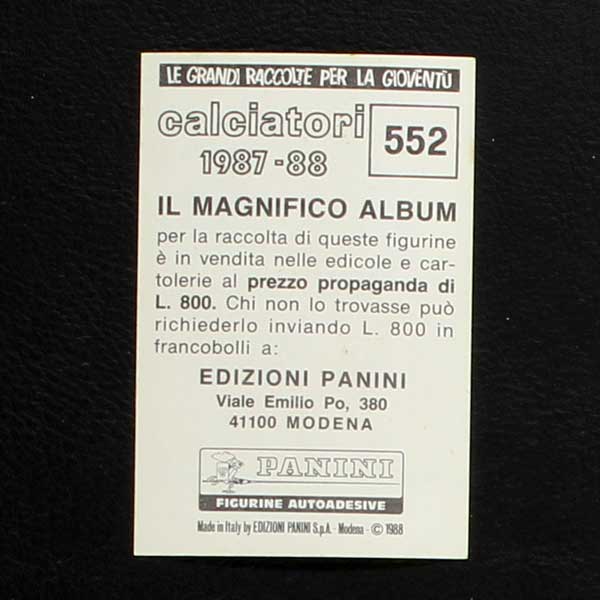 LE GRANDI RACCOLTE PER LA GIOVENTÙ
calciatori
1987-88
552
IL MAGNIFICO ALBUM
per la raccolta di queste figurine
è in vendita nelle edicole e car-
tolerie al prezzo propaganda di
L. 800. Chi non lo trovasse può
richiederlo inviando L. 800 in
francobolli a:
EDIZIONI PANINI
Viale Emilio Po, 380
41100 MODENA
PANINI
FIGURINE AUTOADESIVE
Made in Italy by EDIZIONI PANINI S.p.A. - Modena - © 1988